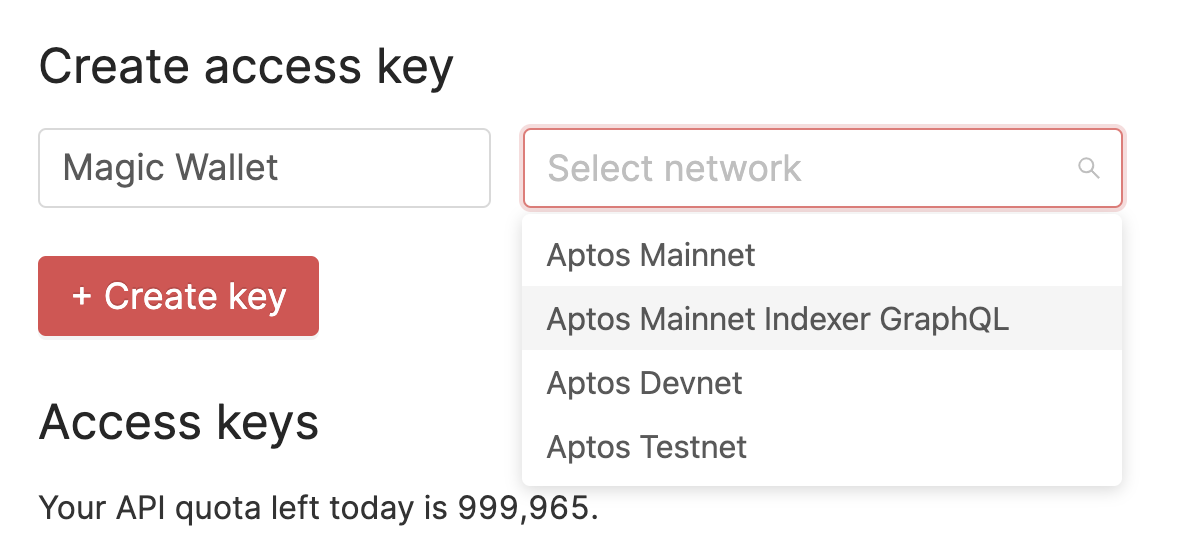 Create access key
Magic Wallet
Select network
Aptos Mainnet
Aptos Mainnet Indexer GraphQL
Aptos Devnet
Aptos Testnet
+ Create key
Access keys
Your API quota left today is 999,965.